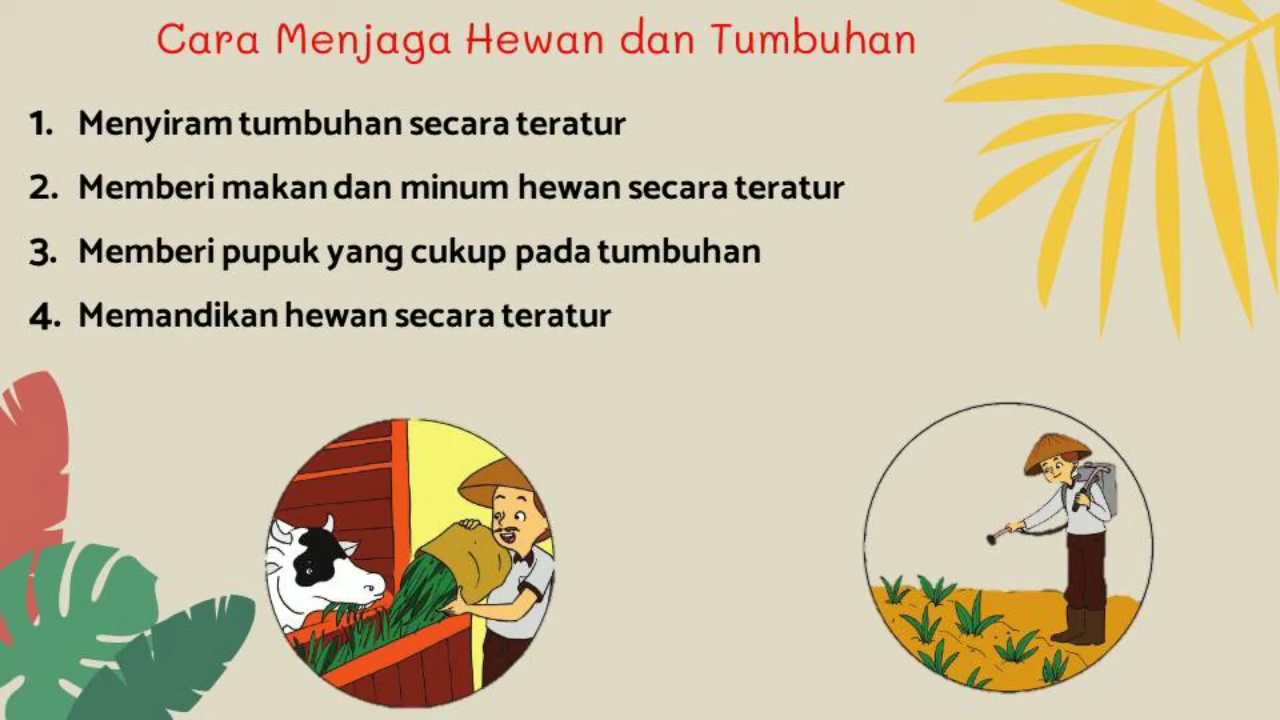 Cara Menjaga Hewan dan Tumbuhan
1. Menyiram tumbuhan secara teratur
2. Memberi makan dan minum hewan secara teratur
3. Memberi pupuk yang cukup pada tumbuhan
4. Memandikan hewan secara teratur